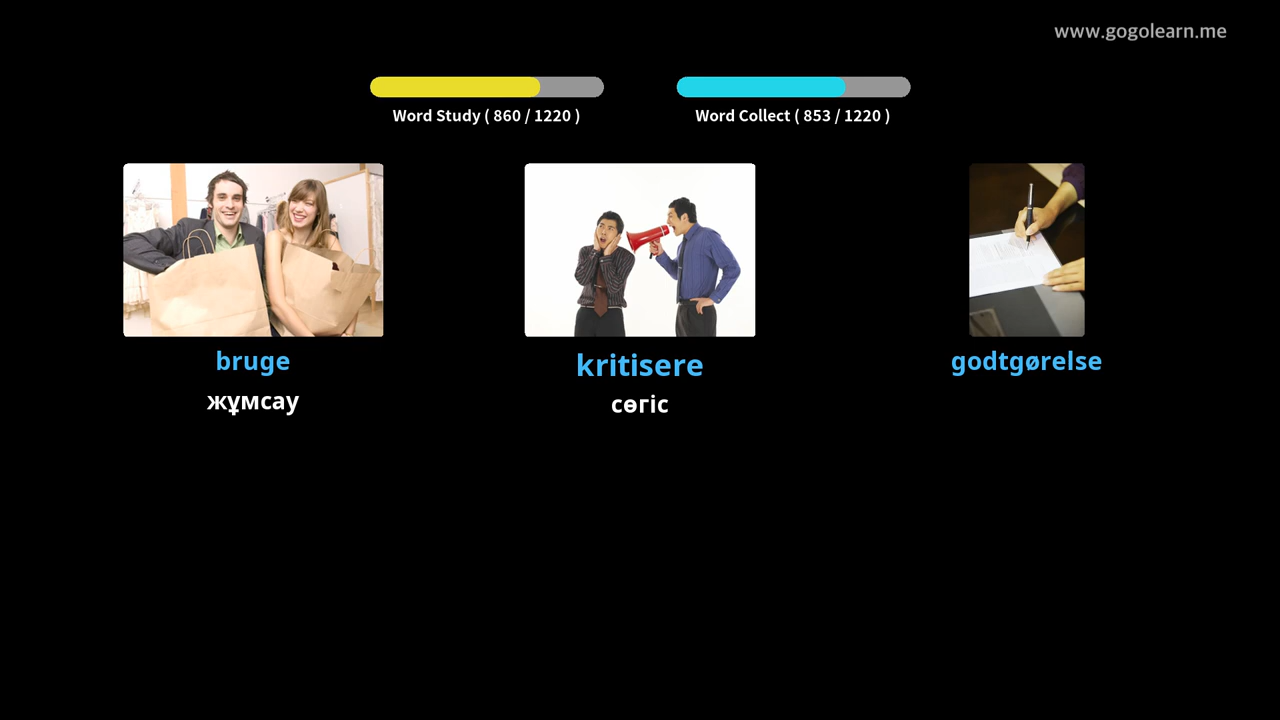 www.gogolearn.me
Word Study ( 860 / 1220 )
Word Collect ( 853 / 1220 )
bruge
жұмсау
kritisere
сөгіс
godtgørelse